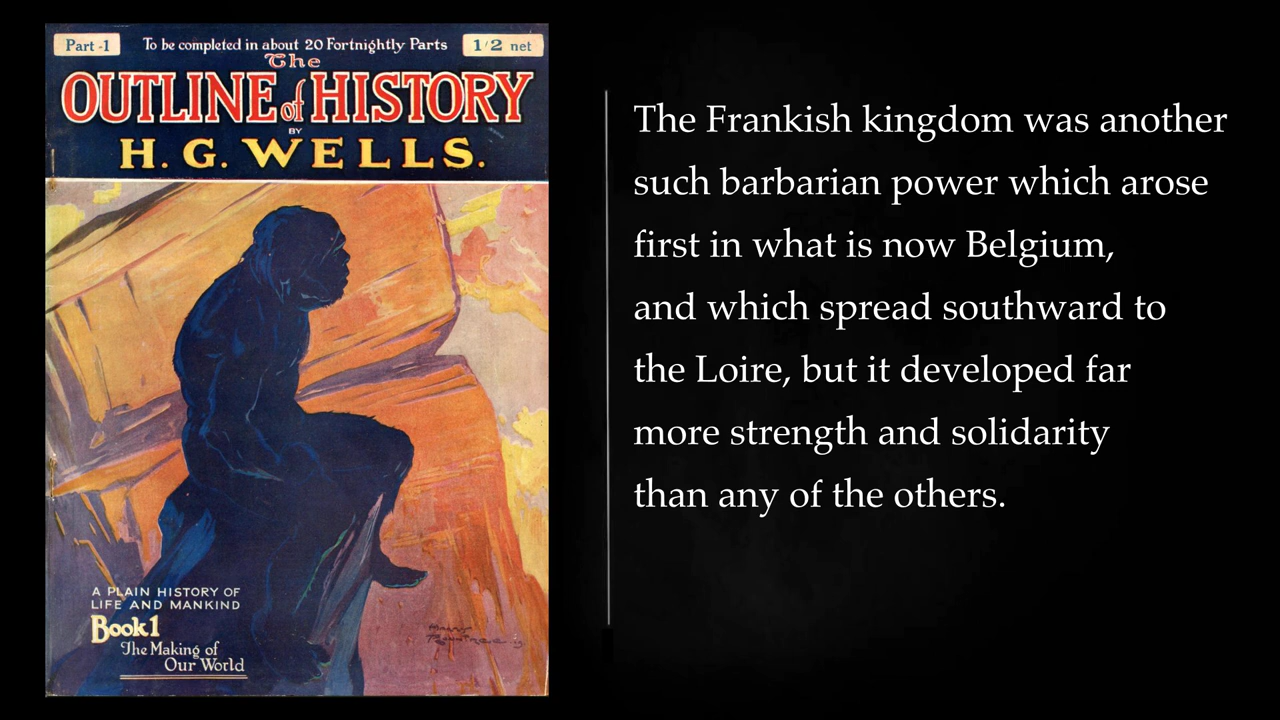 Part -1
To be completed in about 20 Fortnightly Parts
1/2 net
The
OUTLINE of HISTORY
BY
H. G. WELLS.
A PLAIN HISTORY OF
LIFE AND MANKIND
Book 1
The Making of
Our World
The Frankish kingdom was another
such barbarian power which arose
first in what is now Belgium,
and which spread southward to
the Loire, but it developed far
more strength and solidarity
than any of the others.